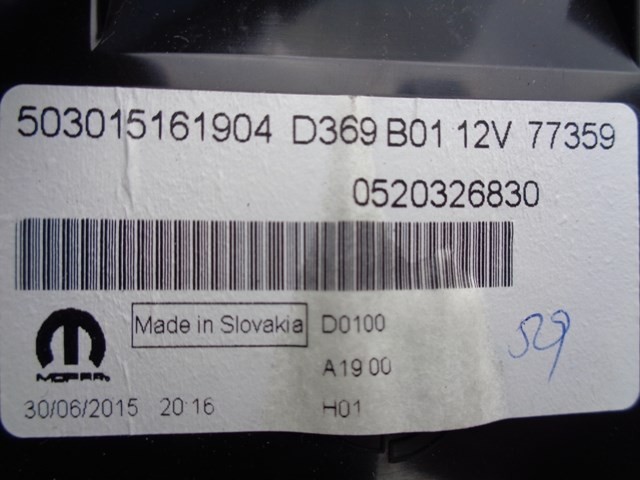 503015161904 D369 B01 12V 77359
0520326830
Made in Slovakia D0100
A19 00
MOPAR
30/06/2015 20 16 H01
529